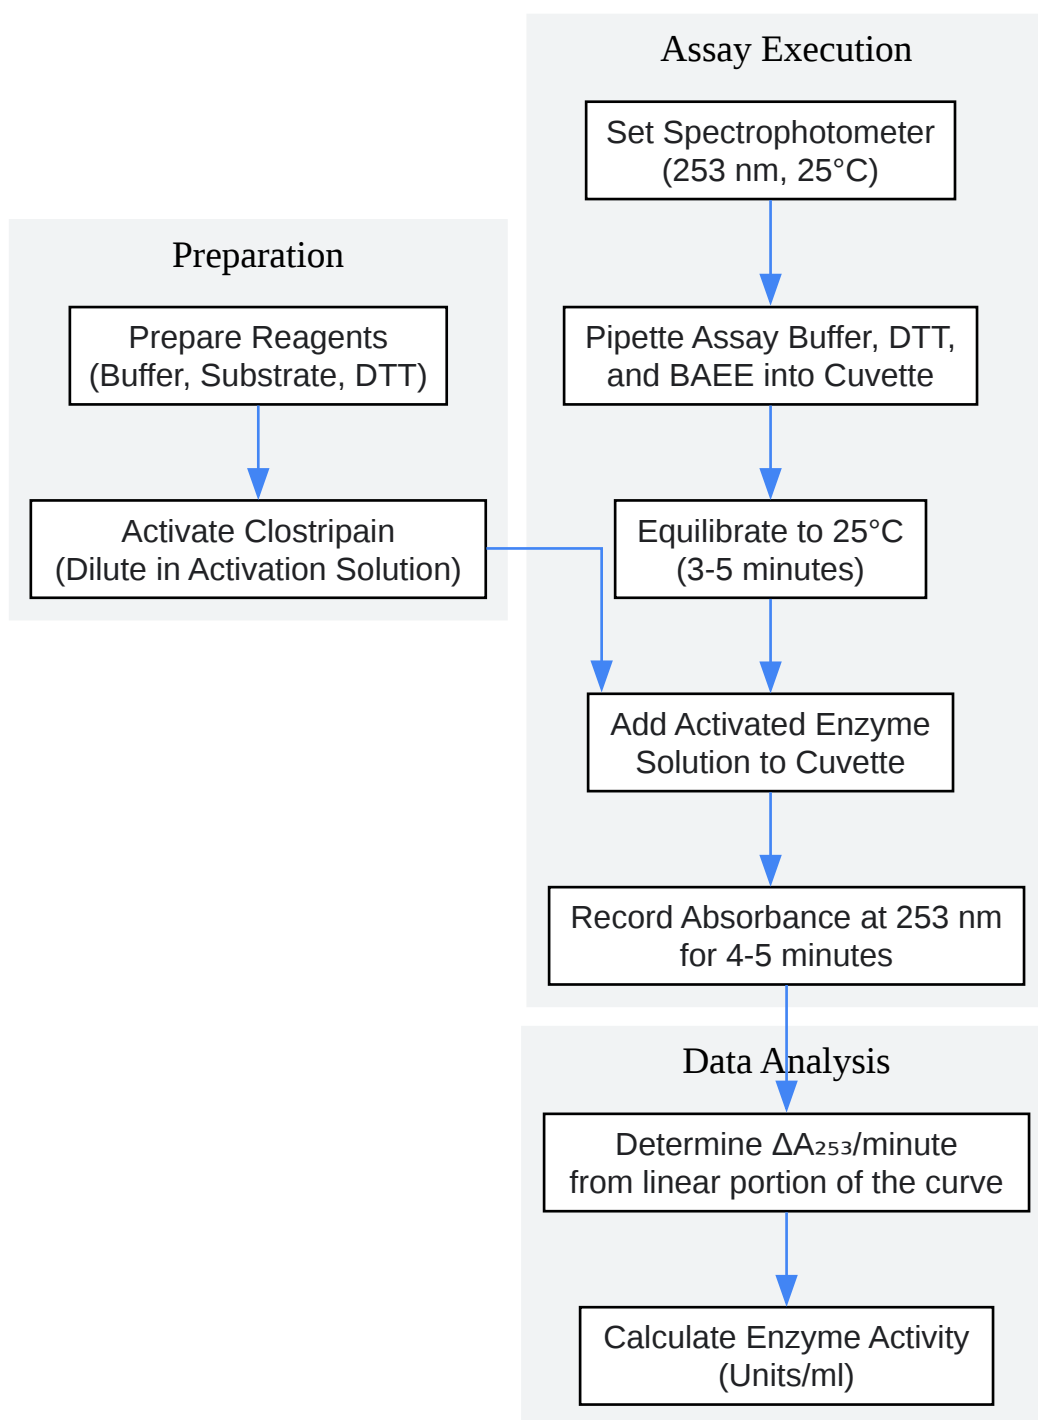 Preparation
Prepare Reagents
(Buffer, Substrate, DTT)
Activate Clostripain
(Dilute in Activation Solution)
Assay Execution
Set Spectrophotometer
(253 nm, 25°C)
Pipette Assay Buffer, DTT,
and BAEE into Cuvette
Equilibrate to 25°C
(3-5 minutes)
Add Activated Enzyme
Solution to Cuvette
Record Absorbance at 253 nm
for 4-5 minutes
Data Analysis
Determine ΔA₂₅₃/minute
from linear portion of the curve
Calculate Enzyme Activity
(Units/ml)